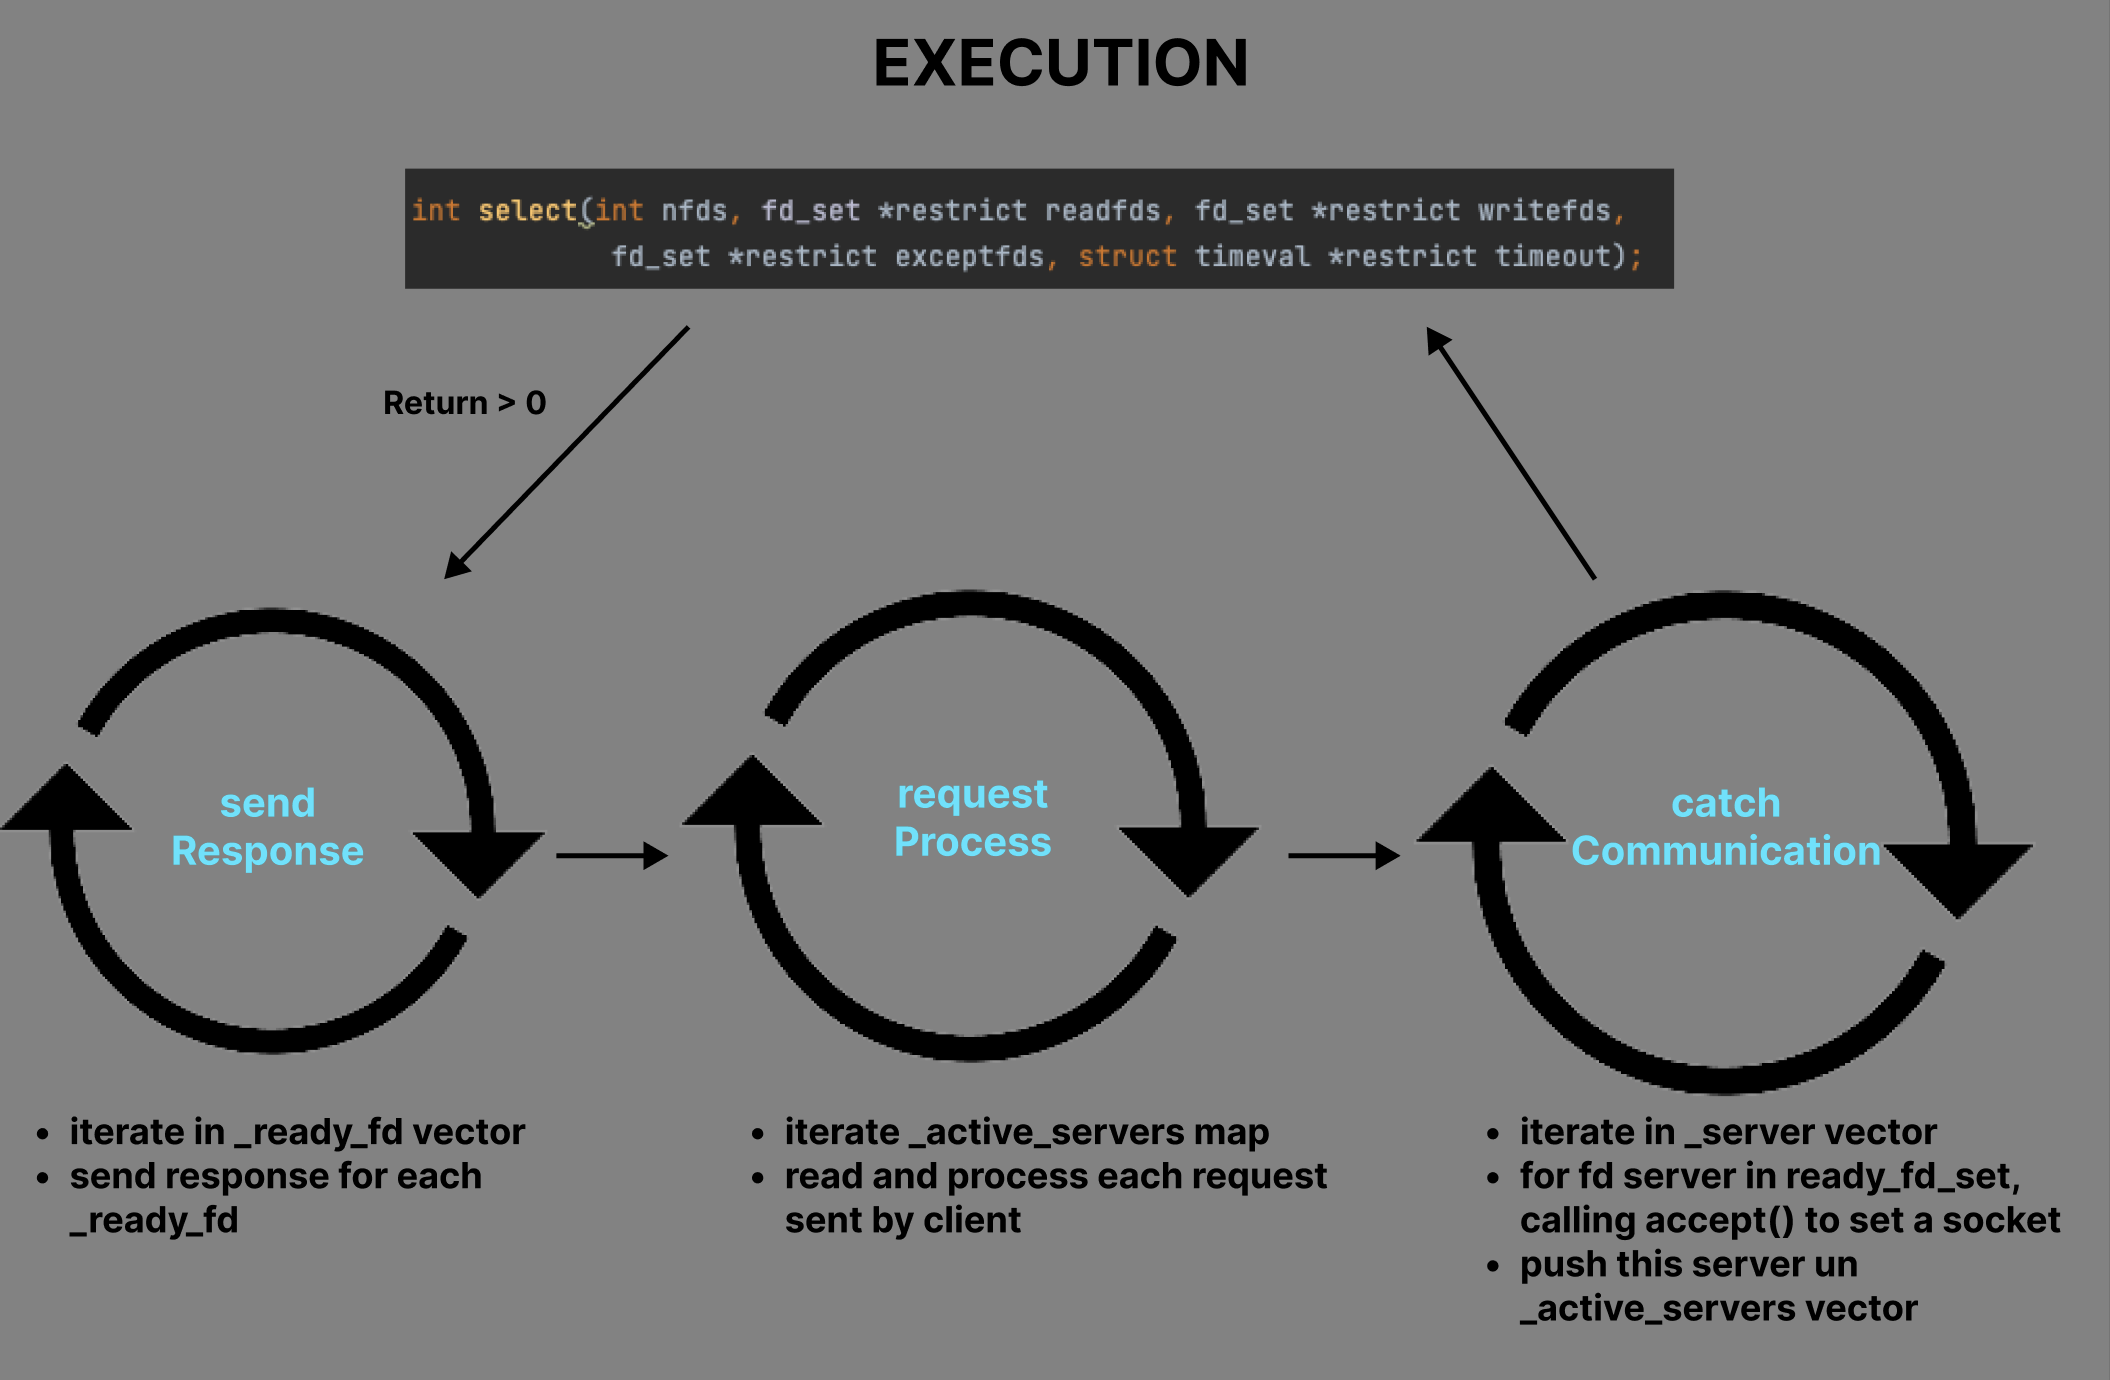 EXECUTION
int select(int nfds, fd_set *restrict readfds, fd_set *restrict writefds,
fd_set *restrict exceptfds, struct timeval *restrict timeout);
Return > 0
send
Response
request
Process
catch
Communication
• iterate in _ready_fd vector
• send response for each
_ready_fd
• iterate _active_servers map
• read and process each request
sent by client
• iterate in _server vector
• for fd server in ready_fd_set,
calling accept() to set a socket
• push this server un
_active_servers vector